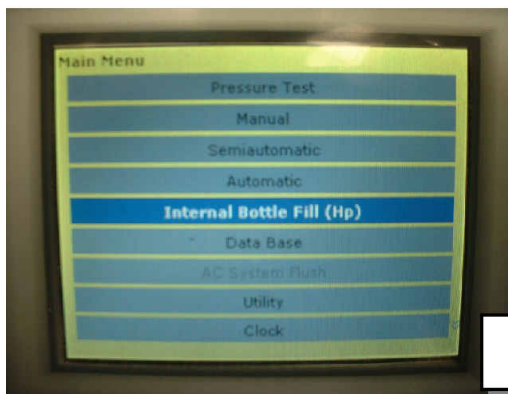 Main Menu
Pressure Test
Manual
Semiautomatic
Automatic
Internal Bottle Fill (Hp)
Data Base
AC System Flush
Utility
Clock